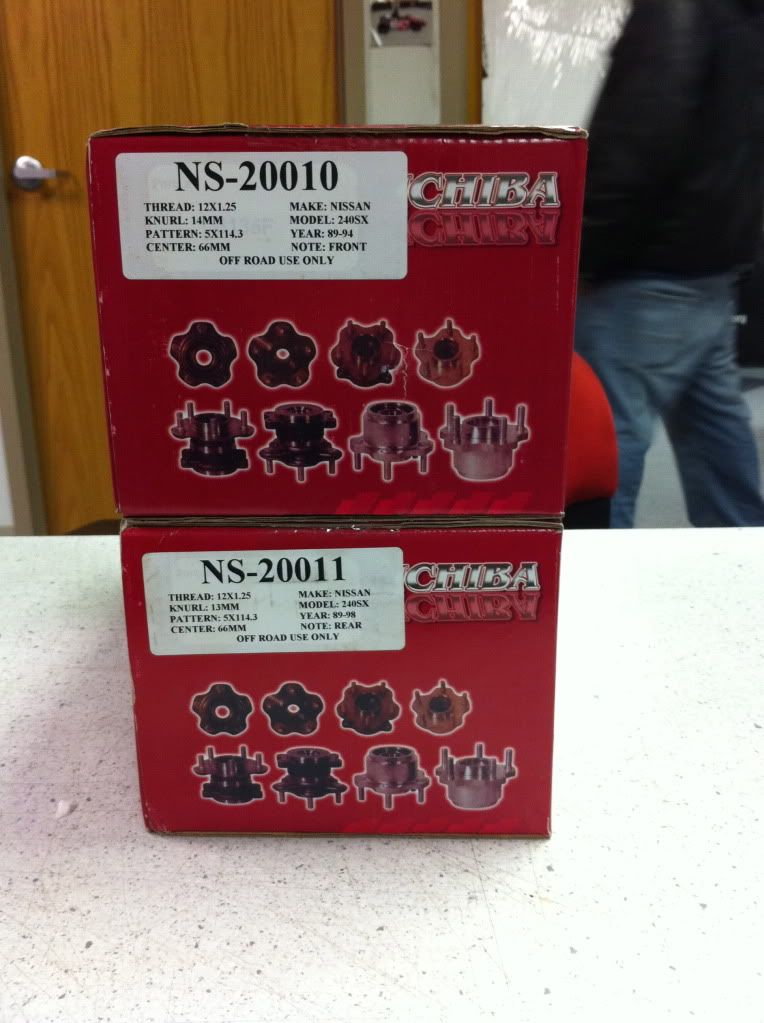 NS-20010
THREAD: 12X1.25 MAKE: NISSAN
KNURL: 14MM MODEL: 240SX
PATTERN: 5X114.3 YEAR: 89-94
CENTER: 66MM NOTE: FRONT
OFF ROAD USE ONLY
CHIBA
NS-20011
THREAD: 12X1.25 MAKE: NISSAN
KNURL: 13MM MODEL: 240SX
PATTERN: 5X114.3 YEAR: 89-98
CENTER: 66MM NOTE: REAR
OFF ROAD USE ONLY
CHIBA